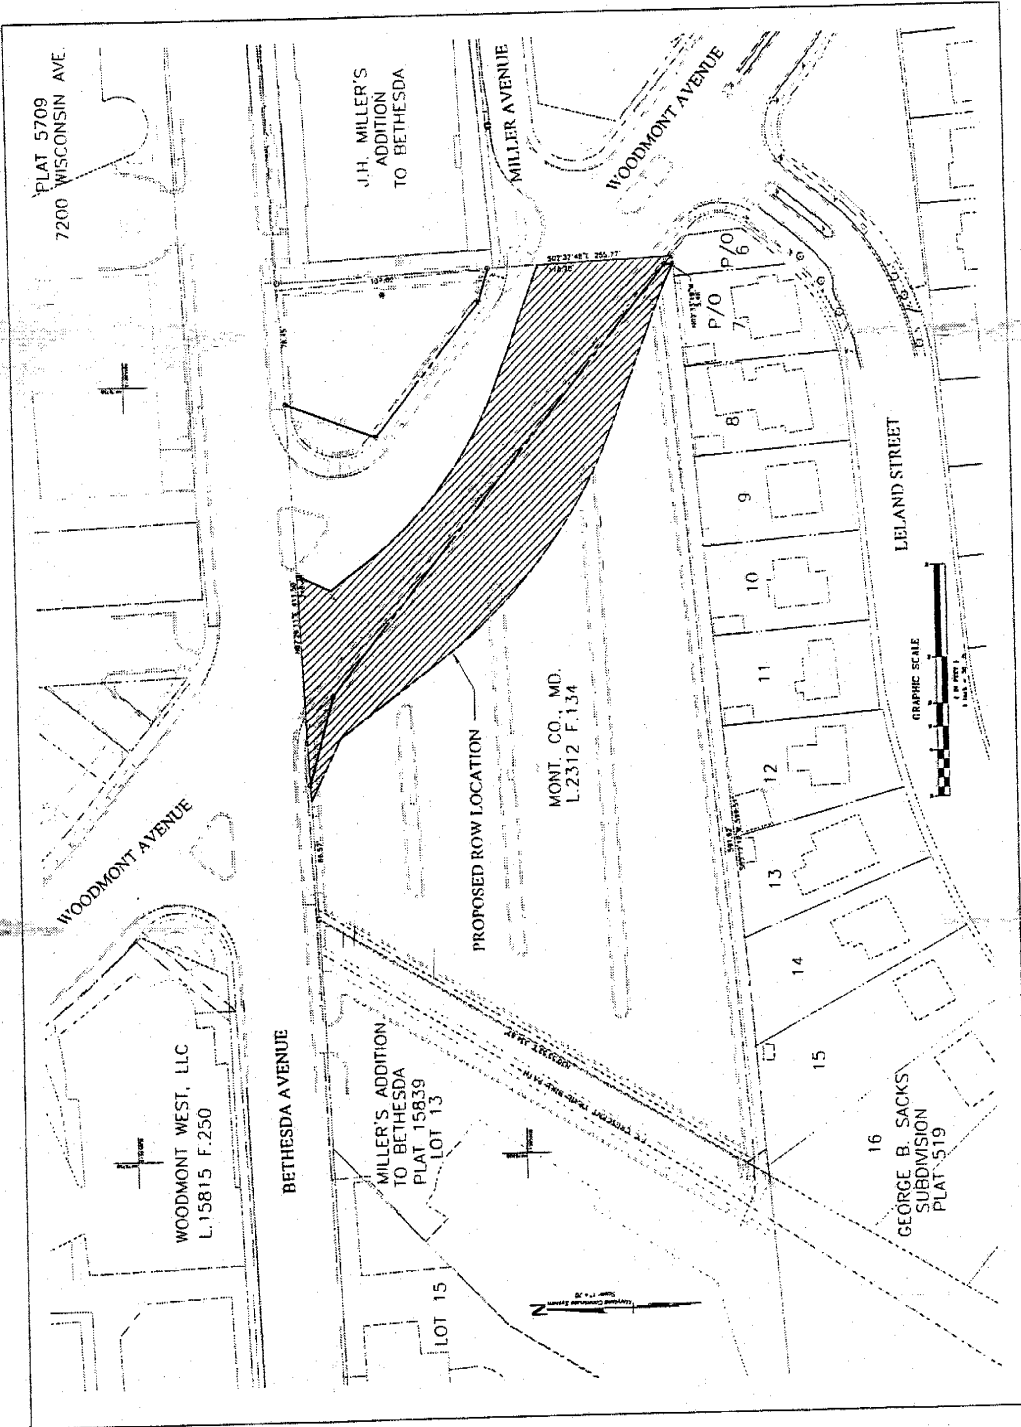 PLAT 5709
7200 WISCONSIN AVE.
J.H. MILLER'S
ADDITION
TO BETHESDA
MILLER AVENUE
WOODMONT AVENUE
P/O
6
P/O
7
8
9
10
11
12
13
14
15
16
LELAND STREET
GRAPHIC SCALE
( IN FEET )
MONT. CO., MD.
L.2312 F.134
PROPOSED ROW LOCATION
WOODMONT AVENUE
WOODMONT WEST, LLC
L.15815 F.250
BETHESDA AVENUE
MILLER'S ADDITION
TO BETHESDA
PLAT 15839
LOT 13
LOT 15
GEORGE B. SACKS
SUBDIVISION
PLAT 519
N